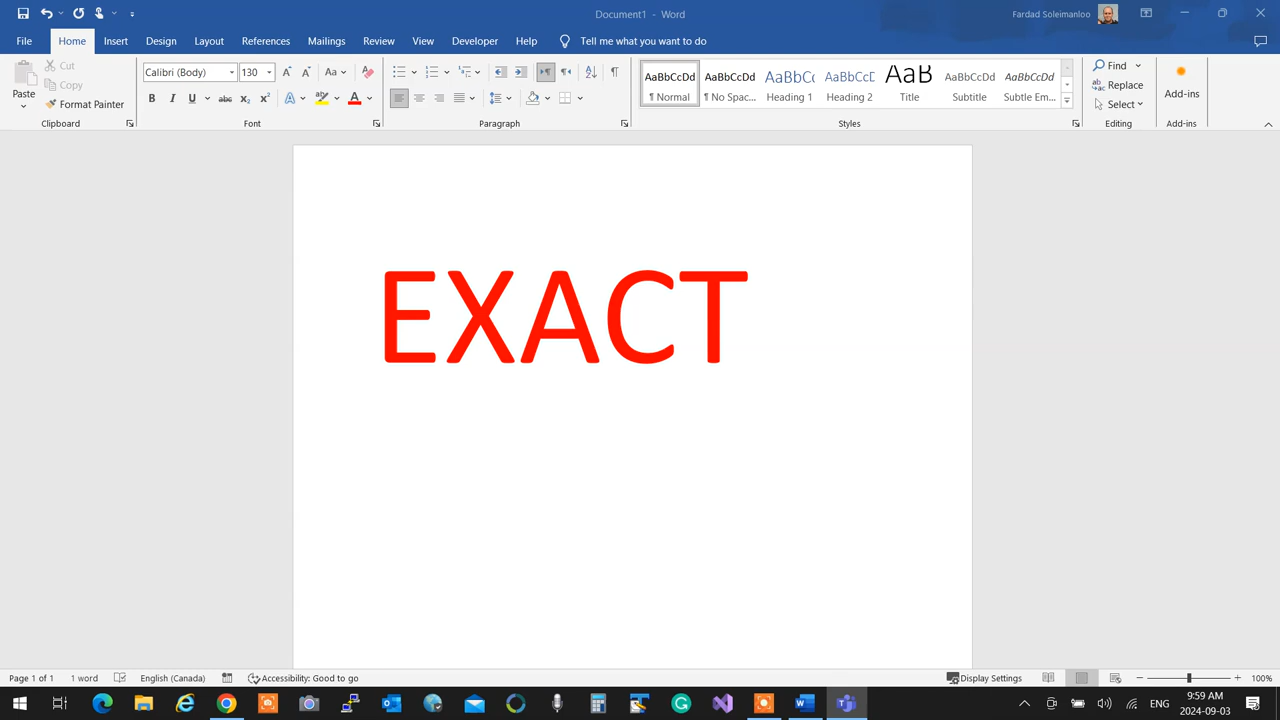 Document1 - Word
Fardad Soleimanloo
File Home Insert Design Layout References Mailings Review View Developer Help Tell me what you want to do
Paste
Cut
Copy
Format Painter
Clipboard
Calibri (Body) 130
Font
Paragraph
AaBbCcDd AaBbCcDd AaBbC AaBbCcE AaB AaBbCcDd AaBbCcDd
¶ Normal ¶ No Spac... Heading 1 Heading 2 Title Subtitle Subtle Em...
Styles
Find
Replace
Select
Editing
Add-ins
Add-ins
EXACT
Page 1 of 1 1 word English (Canada) Accessibility: Good to go Display Settings 100%
ENG
9:59 AM
2024-09-03